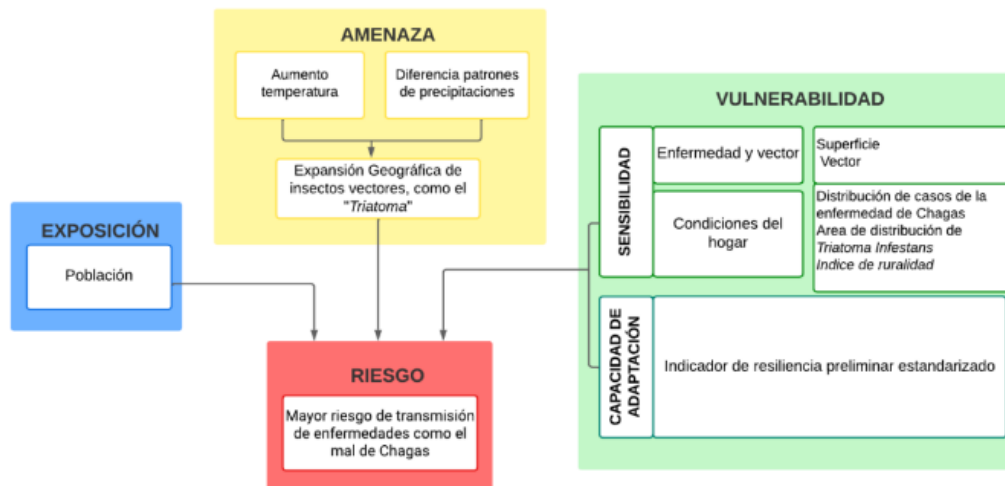 AMENAZA
Aumento
temperatura
Diferencia patrones
de precipitaciones
Expansión Geográfica de
insectos vectores, como el
"Triatoma"
EXPOSICIÓN
Población
VULNERABILIDAD
SENSIBILIDAD
Enfermedad y vector
Superficie
Vector
Condiciones del
hogar
Distribución de casos de la
enfermedad de Chagas
Area de distribución de
Triatoma Infestans
Indice de ruralidad
CAPACIDAD DE
ADAPTACIÓN
Indicador de resiliencia preliminar estandarizado
RIESGO
Mayor riesgo de transmisión
de enfermedades como el
mal de Chagas